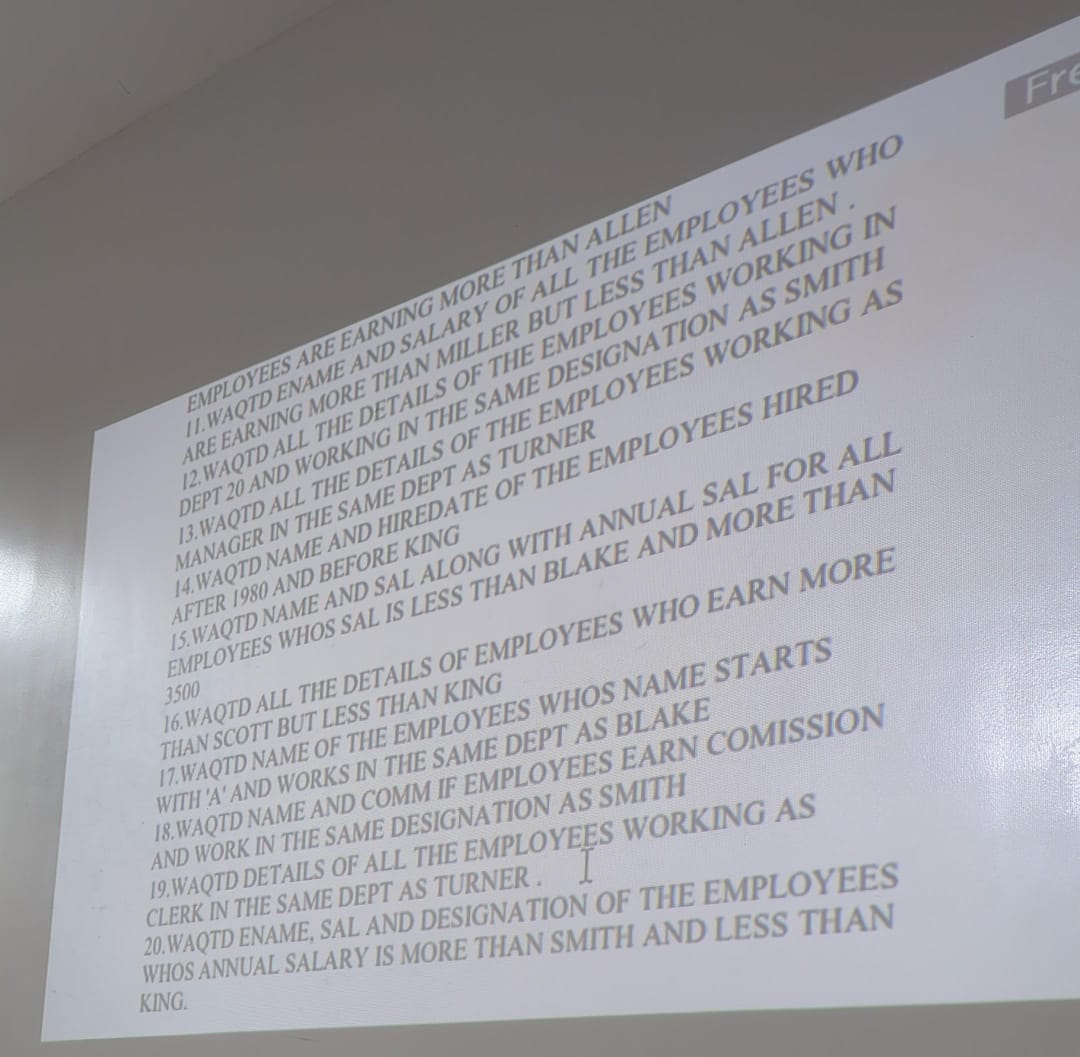 Fre
EMPLOYEES ARE EARNING MORE THAN ALLEN
11.WAQTD ENAME AND SALARY OF ALL THE EMPLOYEES WHO
ARE EARNING MORE THAN MILLER BUT LESS THAN ALLEN .
12.WAQTD ALL THE DETAILS OF THE EMPLOYEES WORKING IN
DEPT 20 AND WORKING IN THE SAME DESIGNATION AS SMITH
13.WAQTD ALL THE DETAILS OF THE EMPLOYEES WORKING AS
MANAGER IN THE SAME DEPT AS TURNER
14.WAQTD NAME AND HIREDATE OF THE EMPLOYEES HIRED
AFTER 1980 AND BEFORE KING
15.WAQTD NAME AND SAL ALONG WITH ANNUAL SAL FOR ALL
EMPLOYEES WHOS SAL IS LESS THAN BLAKE AND MORE THAN
3500
16.WAQTD ALL THE DETAILS OF EMPLOYEES WHO EARN MORE
THAN SCOTT BUT LESS THAN KING
17.WAQTD NAME OF THE EMPLOYEES WHOS NAME STARTS
WITH 'A' AND WORKS IN THE SAME DEPT AS BLAKE
18.WAQTD NAME AND COMM IF EMPLOYEES EARN COMISSION
AND WORK IN THE SAME DESIGNATION AS SMITH
19.WAQTD DETAILS OF ALL THE EMPLOYEES WORKING AS
CLERK IN THE SAME DEPT AS TURNER .
20.WAQTD ENAME, SAL AND DESIGNATION OF THE EMPLOYEES
WHOS ANNUAL SALARY IS MORE THAN SMITH AND LESS THAN
KING.